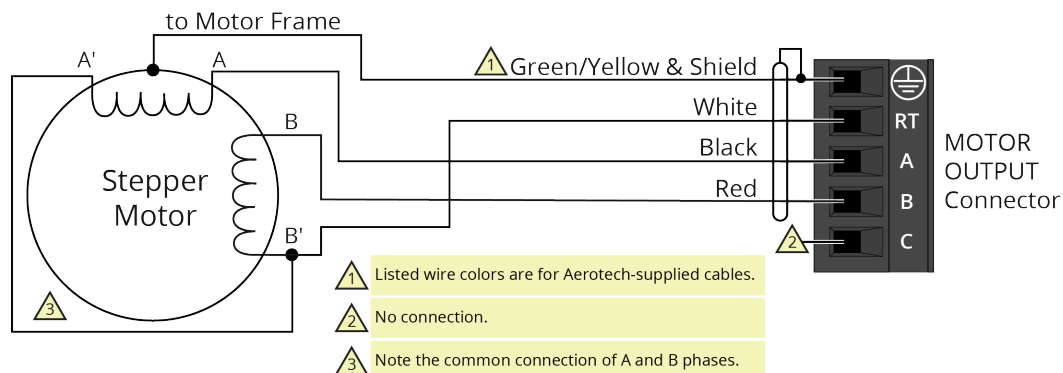 to Motor Frame
A'
A
Green/Yellow & Shield
1
White
RT
B
Black
A
MOTOR
OUTPUT
Connector
Stepper
Motor
Red
B
B'
2
C
1
Listed wire colors are for Aerotech-supplied cables.
3
2
No connection.
3
Note the common connection of A and B phases.